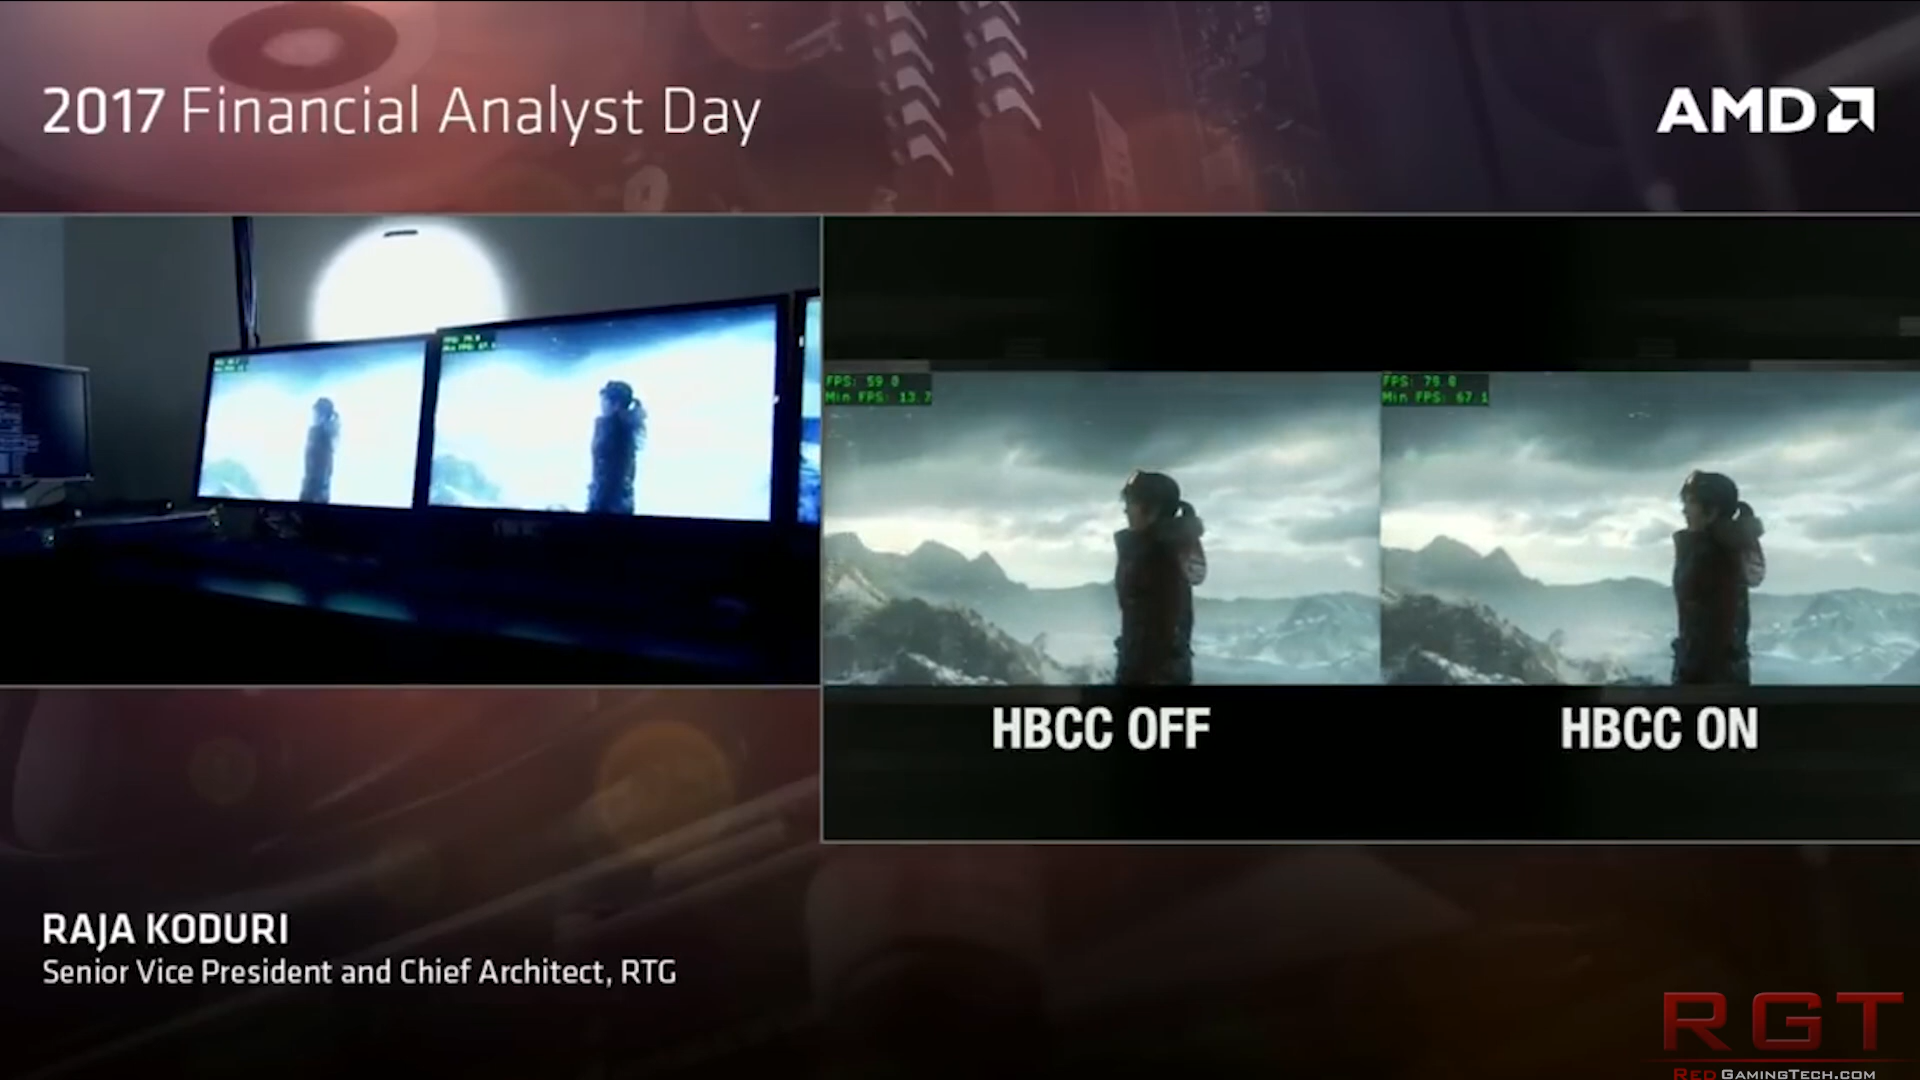 2017 Financial Analyst Day
AMD
FPS: 59.0
Min FPS: 13.7
FPS: 79.0
Min FPS: 67.1
HBCC OFF
HBCC ON
RAJA KODURI
Senior Vice President and Chief Architect, RTG
RGT
RedGamingTech.com